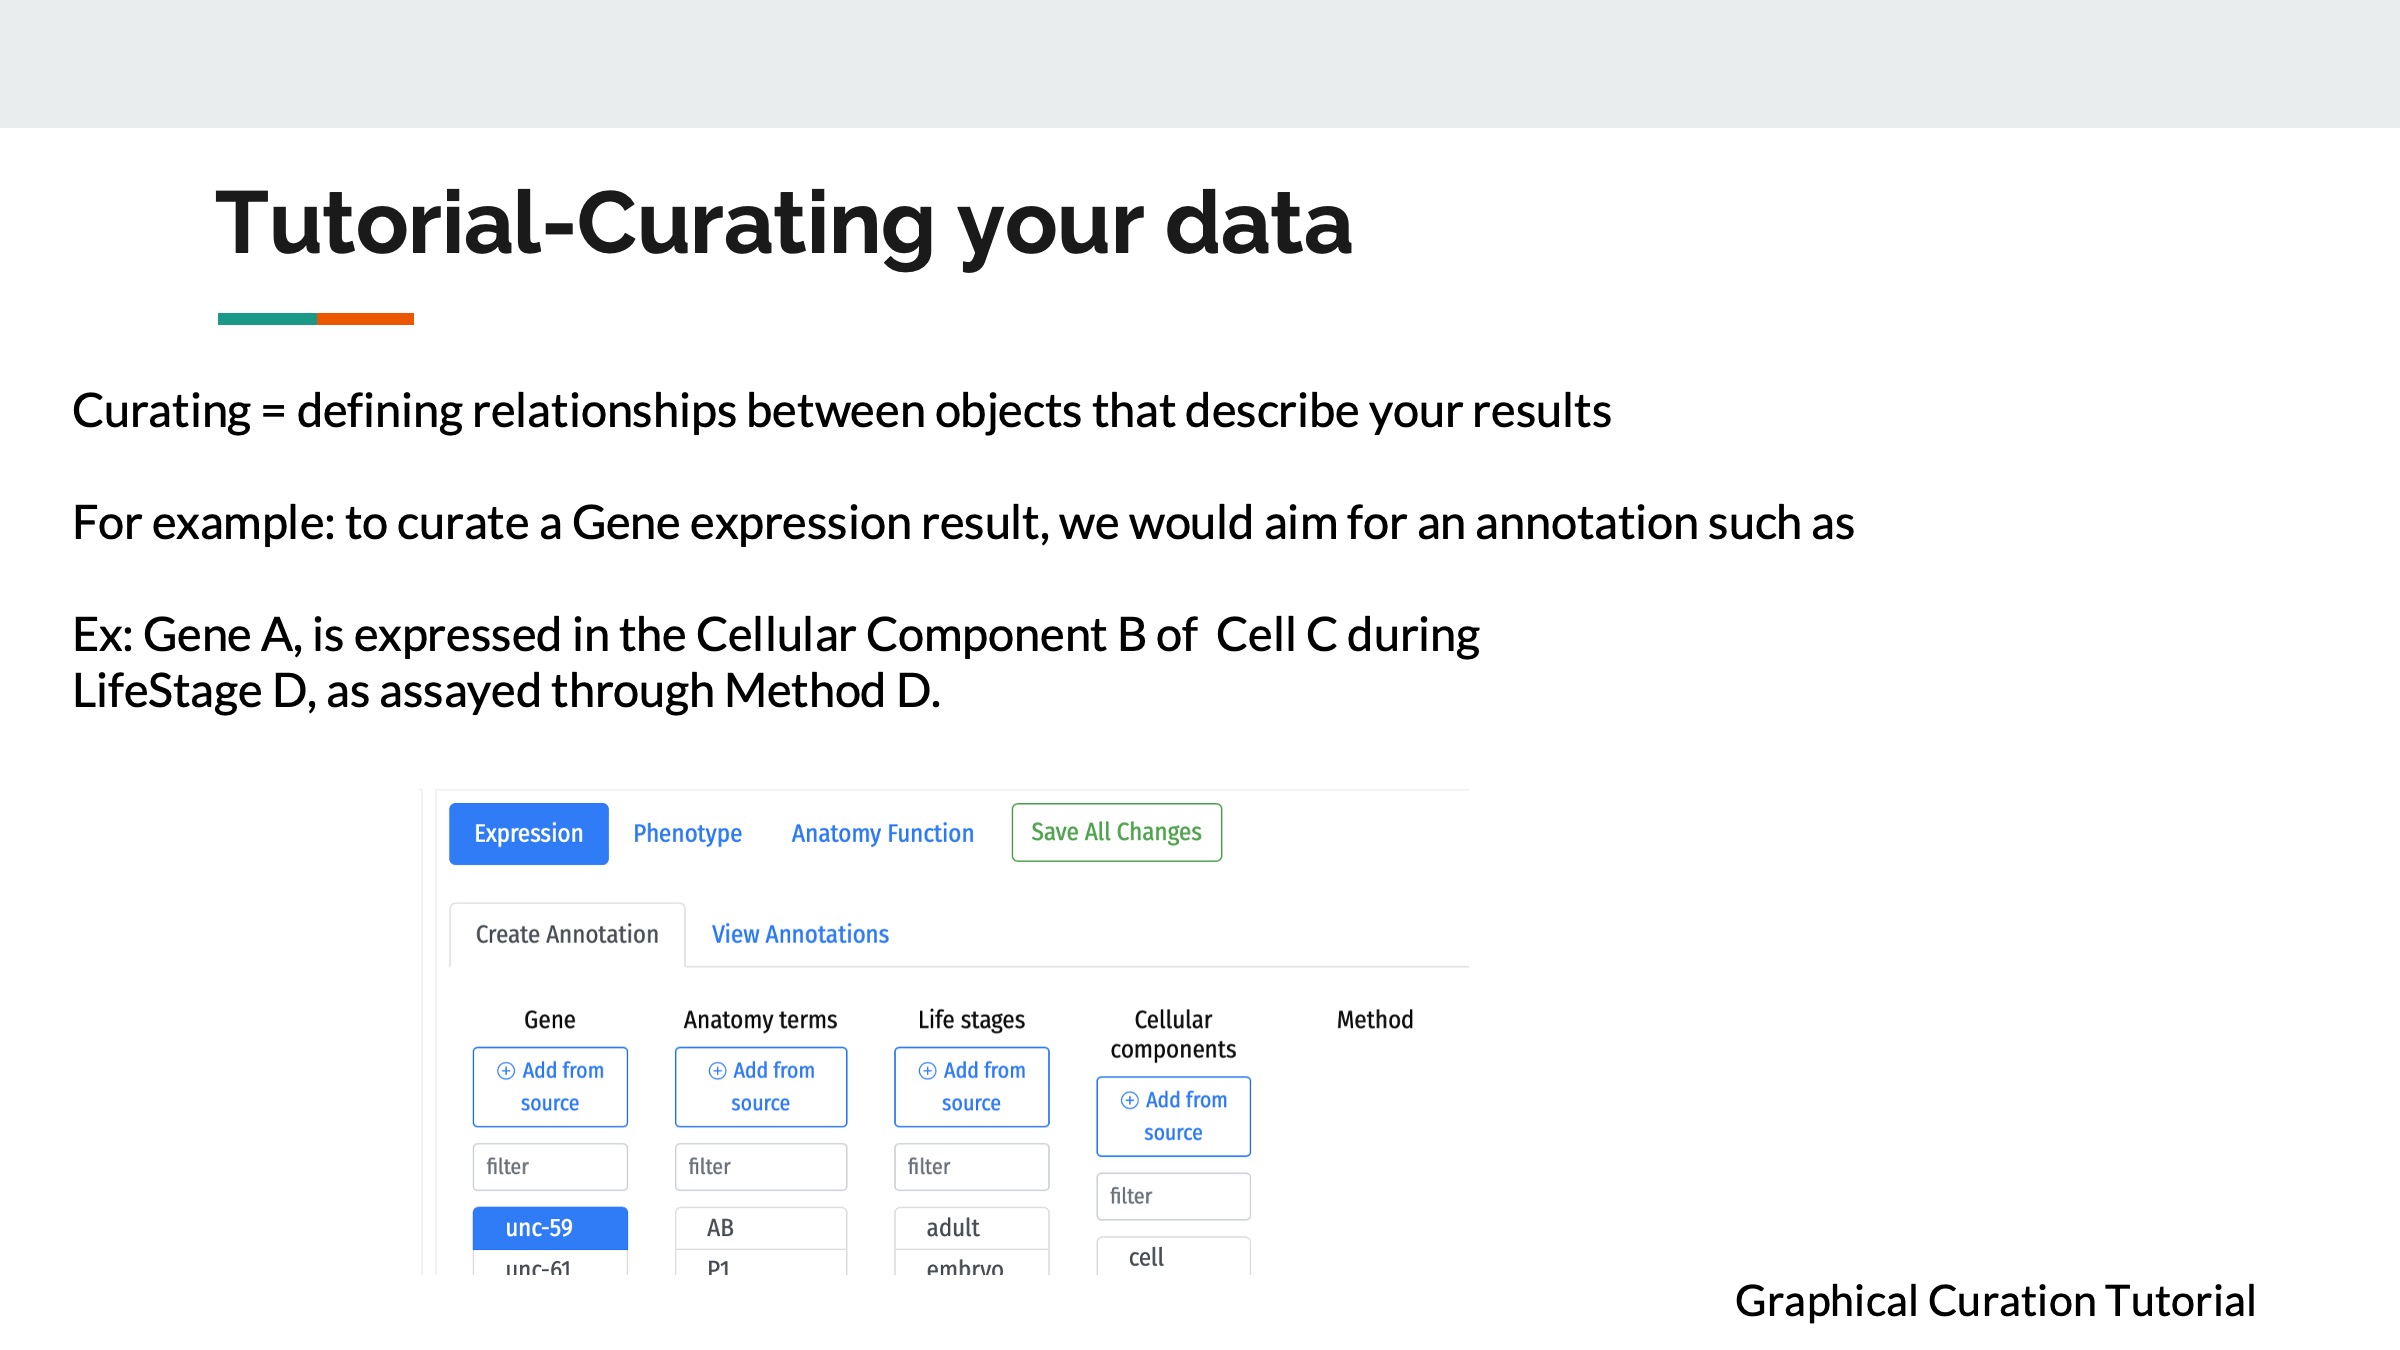 Tutorial-Curating your data
Curating = defining relationships between objects that describe your results
For example: to curate a Gene expression result, we would aim for an annotation such as
Ex: Gene A, is expressed in the Cellular Component B of  Cell C during
LifeStage D, as assayed through Method D.
Expression Phenotype Anatomy Function Save All Changes
Create Annotation View Annotations
Gene Anatomy terms Life stages Cellular components Method
Add from source Add from source Add from source Add from source
filter filter filter filter
unc-59 AB adult cell
unc-61 P1 embryo
Graphical Curation Tutorial